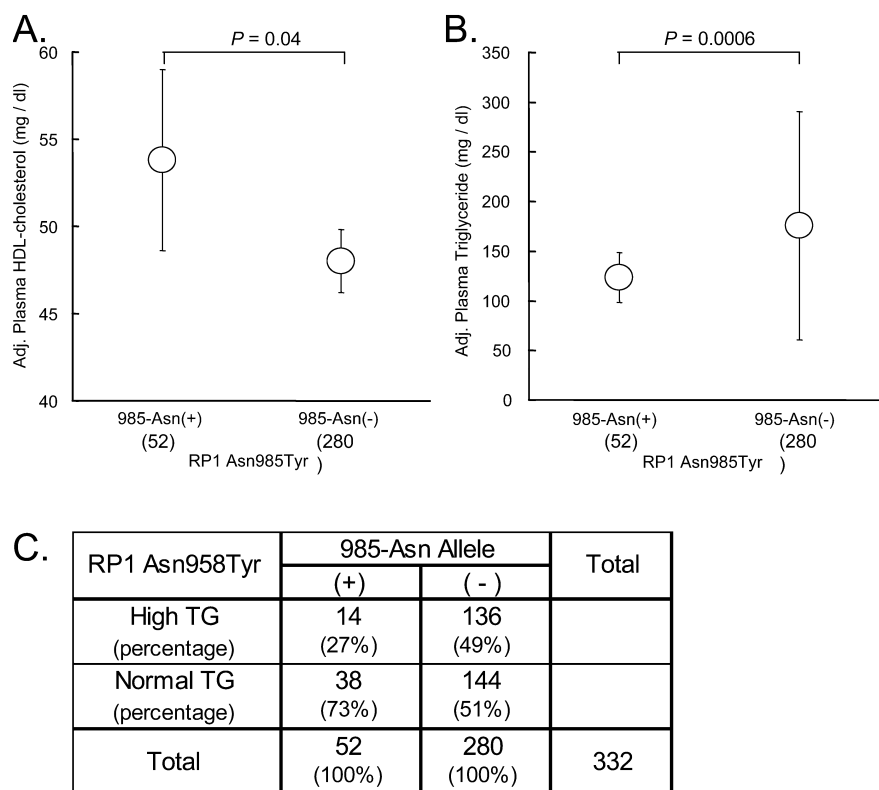 A.
P = 0.04
60
55
50
45
40
Adj. Plasma HDL-cholesterol (mg / dl)
985-Asn(+)
(52)
985-Asn(-)
(280
)
RP1 Asn985Tyr
B.
P = 0.0006
350
300
250
200
150
100
50
0
Adj. Plasma Triglyceride (mg / dl)
985-Asn(+)
(52)
985-Asn(-)
(280
)
RP1 Asn985Tyr
C.
RP1 Asn958Tyr 985-Asn Allele Total
(+) ( - )
High TG 14 136
(percentage) (27%) (49%)
Normal TG 38 144
(percentage) (73%) (51%)
Total 52 280 332
(100%) (100%)